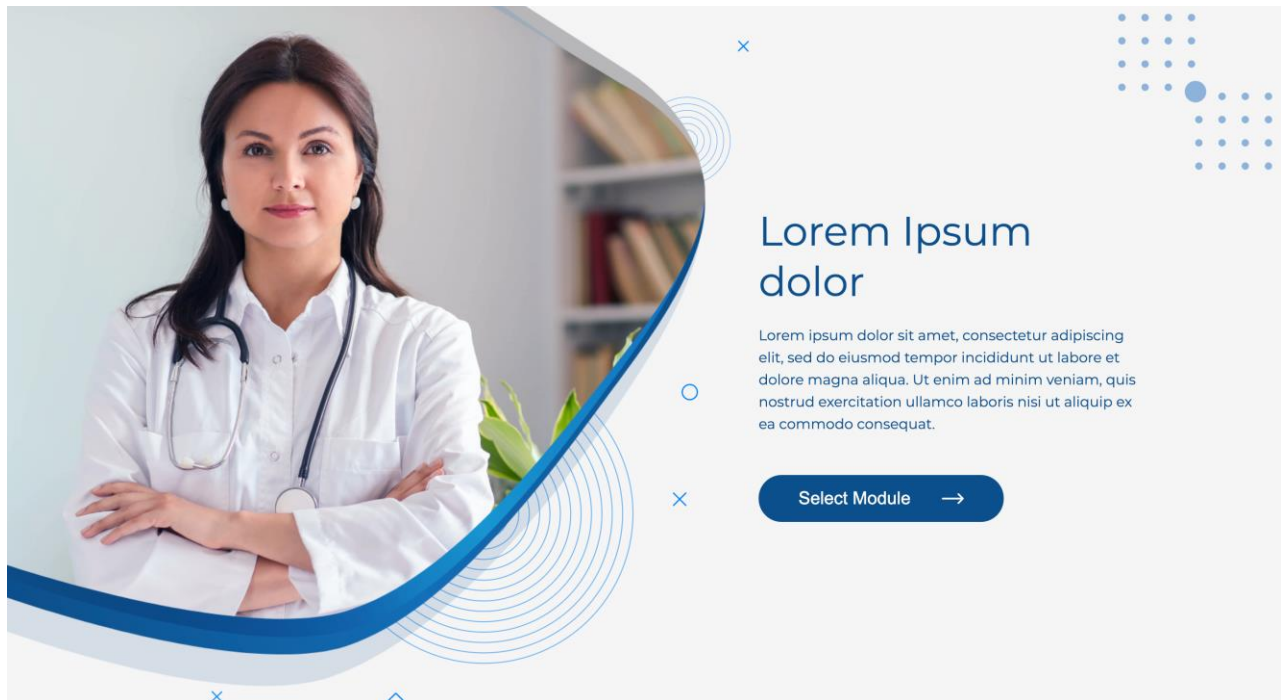 Lorem Ipsum
dolor
Lorem ipsum dolor sit amet, consectetur adipiscing
elit, sed do eiusmod tempor incididunt ut labore et
dolore magna aliqua. Ut enim ad minim veniam, quis
nostrud exercitation ullamco laboris nisi ut aliquip ex
ea commodo consequat.
Select Module